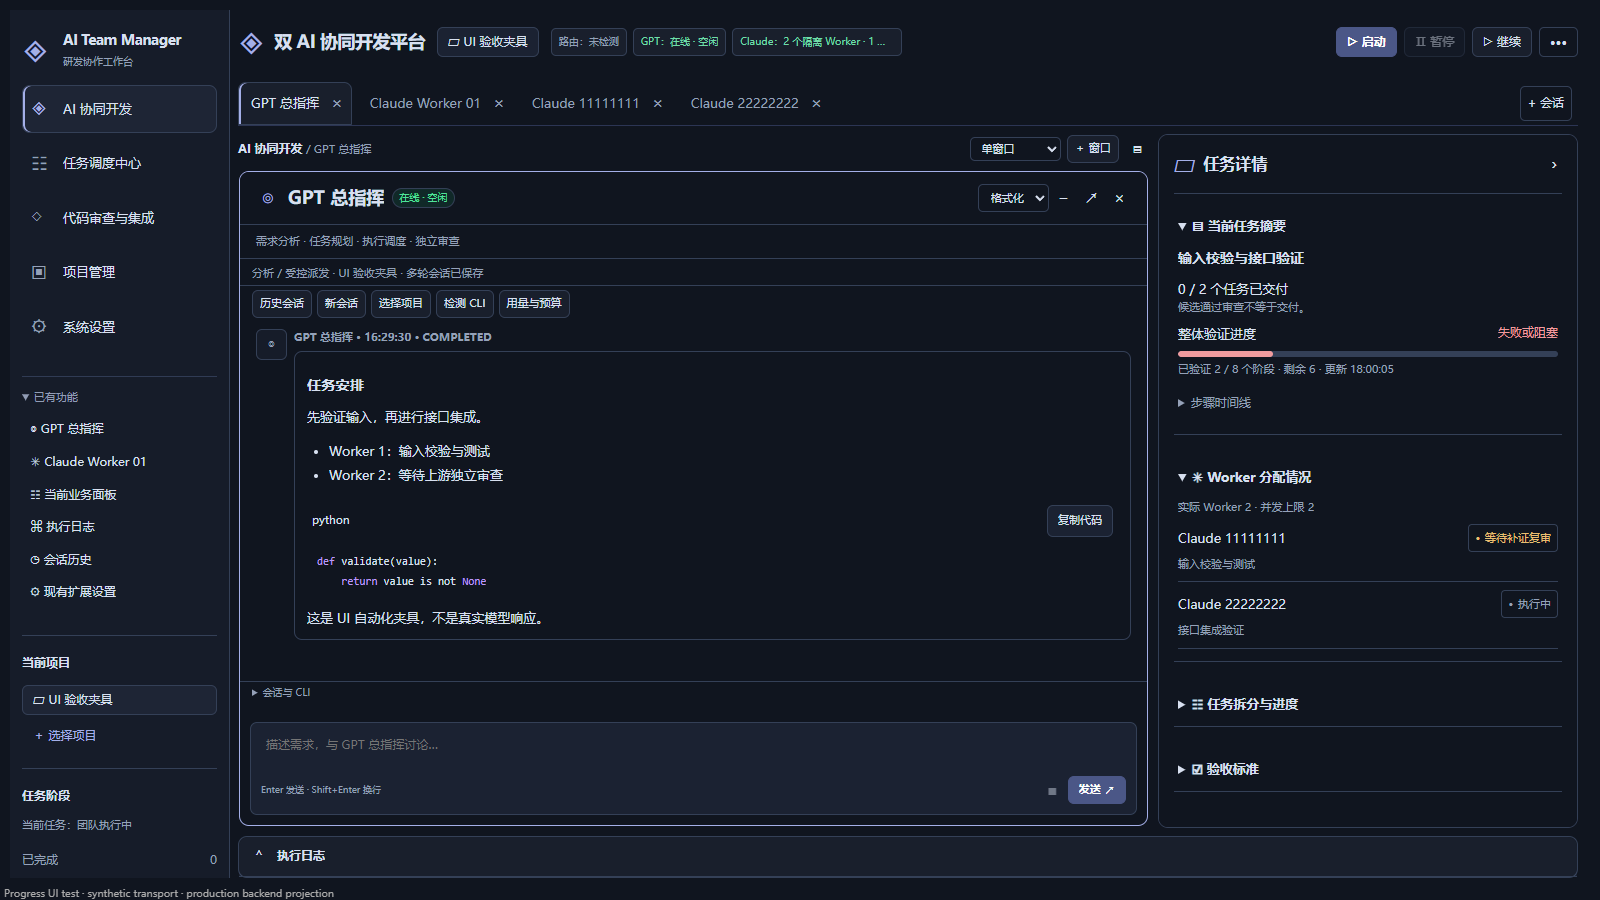 AI Team Manager
研发协作工作台
AI 协同开发
任务调度中心
代码审查与集成
项目管理
系统设置
▼ 已有功能
GPT 总指挥
Claude Worker 01
当前业务面板
执行日志
会话历史
现有扩展设置
当前项目
UI 验收夹具
+ 选择项目
任务阶段
当前任务：团队执行中
已完成 0
双 AI 协同开发平台
UI 验收夹具
路由：未检测
GPT：在线 · 空闲
Claude：2 个隔离 Worker · 1 ...
启动
暂停
继续
•••
GPT 总指挥 ×
Claude Worker 01 ×
Claude 11111111 ×
Claude 22222222 ×
+ 会话
AI 协同开发 / GPT 总指挥
单窗口
+ 窗口
GPT 总指挥
在线 · 空闲
格式化
需求分析 · 任务规划 · 执行调度 · 独立审查
分析 / 受控派发 · UI 验收夹具 · 多轮会话已保存
历史会话
新会话
选择项目
检测 CLI
用量与预算
GPT 总指挥 • 16:29:30 • COMPLETED
任务安排
先验证输入，再进行接口集成。
• Worker 1：输入校验与测试
• Worker 2：等待上游独立审查
python
复制代码
def validate(value):
return value is not None
这是 UI 自动化夹具，不是真实模型响应。
▶ 会话与 CLI
描述需求，与 GPT 总指挥讨论...
Enter 发送 · Shift+Enter 换行
发送 ↗
^ 执行日志
任务详情 ›
▼ 当前任务摘要
输入校验与接口验证
0 / 2 个任务已交付
候选通过审查不等于交付。
整体验证进度
失败或阻塞
已验证 2 / 8 个阶段 · 剩余 6 · 更新 18:00:05
▶ 步骤时间线
▼ Worker 分配情况
实际 Worker 2 · 并发上限 2
Claude 11111111
• 等待补证复审
输入校验与测试
Claude 22222222
• 执行中
接口集成验证
▶ 任务拆分与进度
▶ 验收标准
Progress UI test · synthetic transport · production backend projection